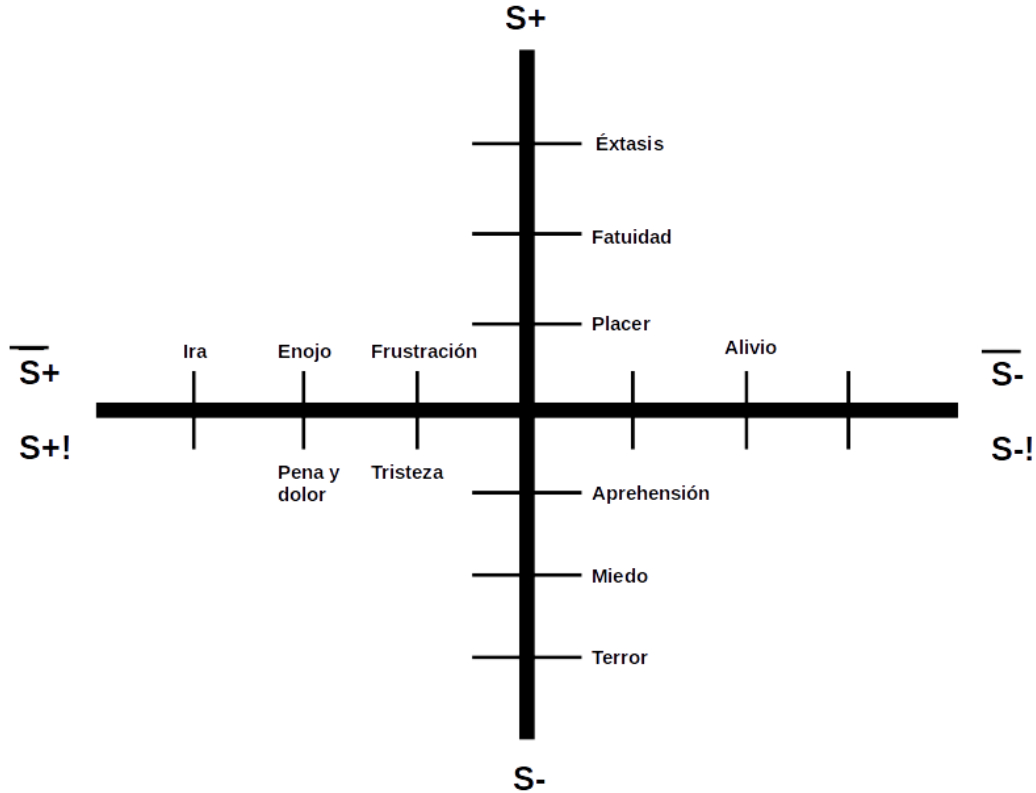 S+
Éxtasis
Fatuidad
Placer
Ira
Enojo
Frustración
Alivio
S+
S-
S+!
S-!
Pena y
dolor
Tristeza
Aprehensión
Miedo
Terror
S-